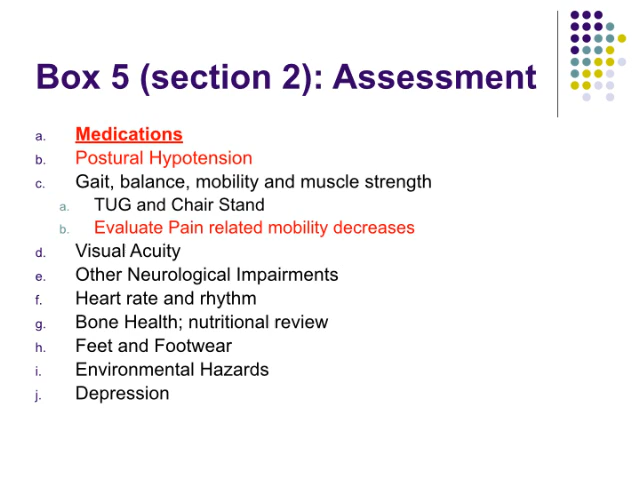 Box 5 (section 2): Assessment
a. Medications
b. Postural Hypotension
c. Gait, balance, mobility and muscle strength
a. TUG and Chair Stand
b. Evaluate Pain related mobility decreases
d. Visual Acuity
e. Other Neurological Impairments
f. Heart rate and rhythm
g. Bone Health; nutritional review
h. Feet and Footwear
i. Environmental Hazards
j. Depression